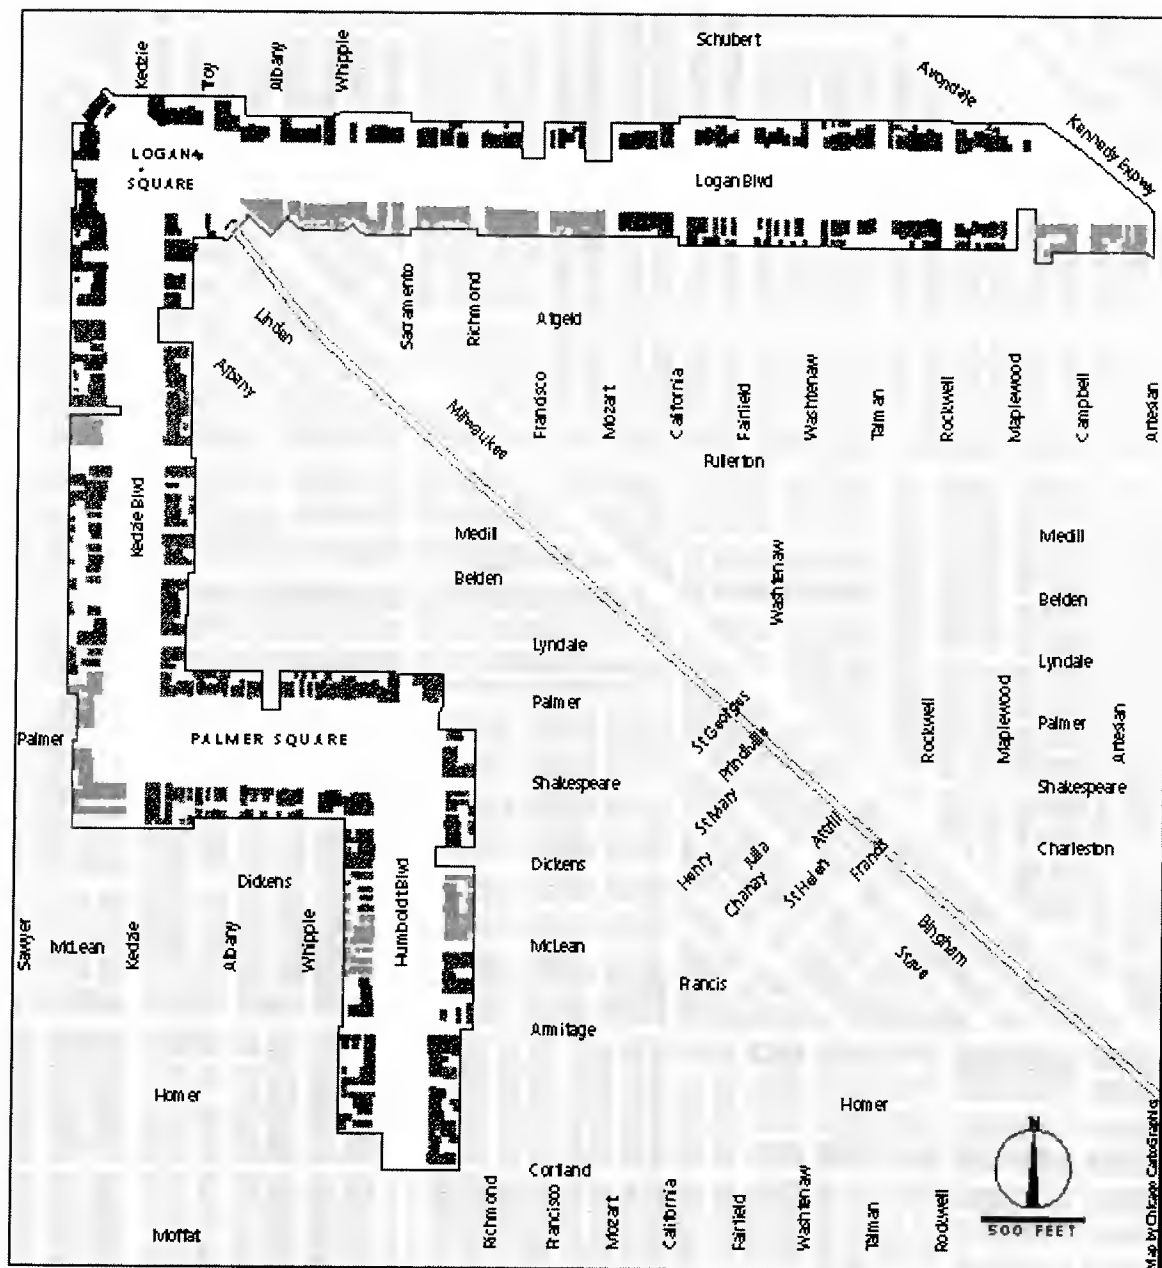 Schubert
Kedzie
Troy
Albany
Whipple
Avondale
Kennedy Expwy
LOGAN
SQUARE
Logan Blvd
Linden
Albany
Sacramento
Richmond
Altgeld
Milwaukee
Francisco
Mozart
California
Fairfield
Washtenaw
Talman
Rockwell
Maplewood
Campbell
Artesian
Fullerton
Kedzie Blvd
Medill
Medill
Belden
Washtenaw
Belden
Lyndale
Lyndale
Palmer
St Georges
Rockwell
Maplewood
Palmer
Artesian
Palmer
PALMER SQUARE
Prindiville
Shakespeare
St Mary
Shakespeare
Attrill
Charleston
Dickens
Henry
Julia
Francis
Dickens
Chanay
St Helen
Humboldt Blvd
Sawyer
McLean
Kedzie
Albany
Whipple
McLean
Bingham
Stave
Francis
Armitage
Homer
Homer
N
Cortland
500 FEET
Moffat
Richmond
Francisco
Mozart
California
Fairfield
Washtenaw
Talman
Rockwell
Map by Chicago CartoGraphics